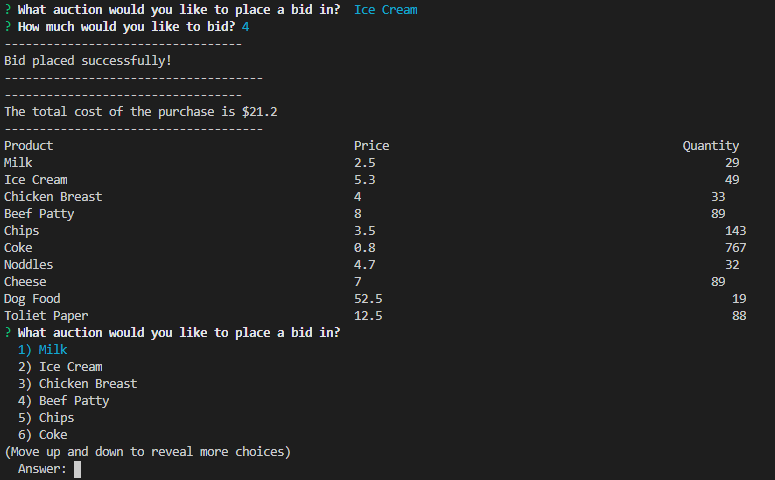 ? What auction would you like to place a bid in?  Ice Cream
? How much would you like to bid? 4
----------------------------------
Bid placed successfully!
-------------------------------------
----------------------------------
The total cost of the purchase is $21.2
-------------------------------------
Product Price Quantity
Milk 2.5 29
Ice Cream 5.3 49
Chicken Breast 4 33
Beef Patty 8 89
Chips 3.5 143
Coke 0.8 767
Noddles 4.7 32
Cheese 7 89
Dog Food 52.5 19
Toliet Paper 12.5 88
? What auction would you like to place a bid in?
1) Milk
2) Ice Cream
3) Chicken Breast
4) Beef Patty
5) Chips
6) Coke
(Move up and down to reveal more choices)
Answer: